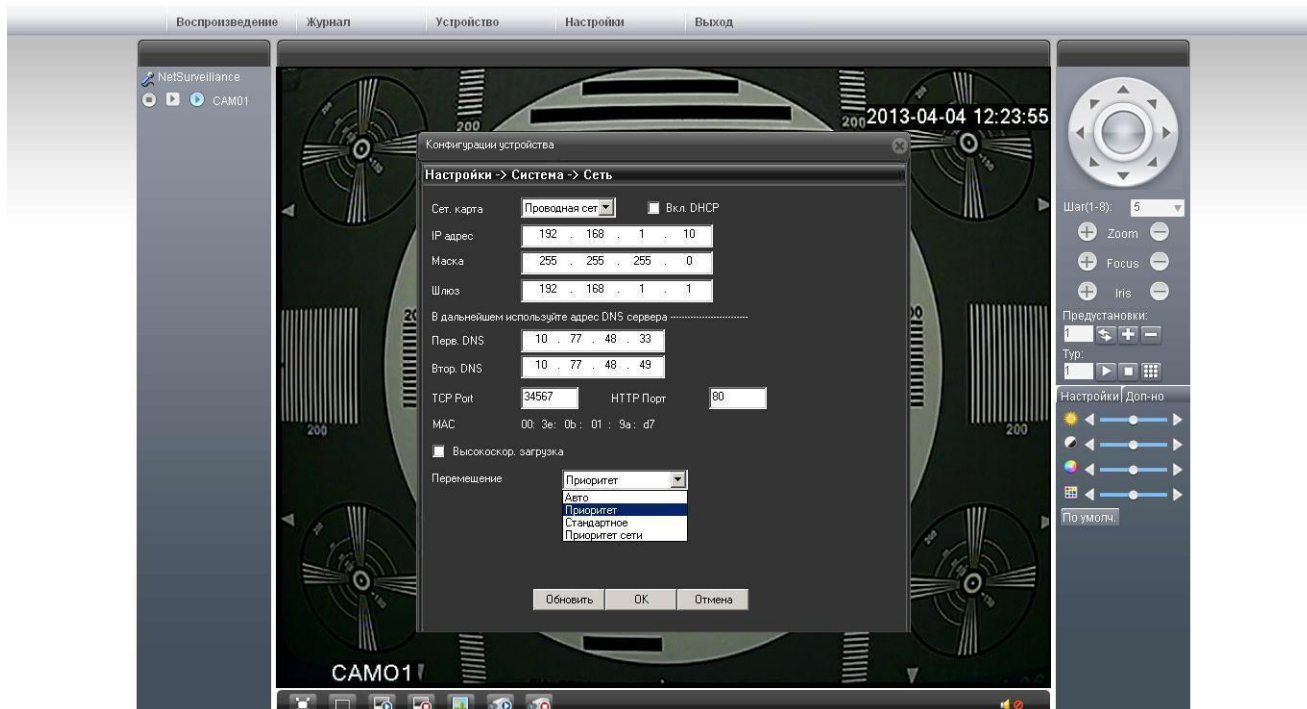 Воспроизведение Журнал Устройство Настройки Выход
NetSurveillance
CAM01
200
200
2013-04-04 12:23:55
Конфигурации устройства
Настройки -> Система -> Сеть
Сет. карта Проводная сет Вкл. DHCP
IP адрес 192 . 168 . 1 . 10
Маска 255 . 255 . 255 . 0
Шлюз 192 . 168 . 1 . 1
В дальнейшем используйте адрес DNS сервера
Перв. DNS 10 . 77 . 48 . 33
Втор. DNS 10 . 77 . 48 . 49
TCP Port 34567 HTTP Порт 80
MAC 00: 3e: 0b: 01: 9a: d7
Высокоскор. загрузка
Перемещение Приоритет
Авто
Приоритет
Стандартное
Приоритет сети
Обновить OK Отмена
200
200
CAM01
Шаг(1-8): 5
Zoom
Focus
Iris
Предустановки:
1
Тур:
1
Настройки Доп-но
По умолч.